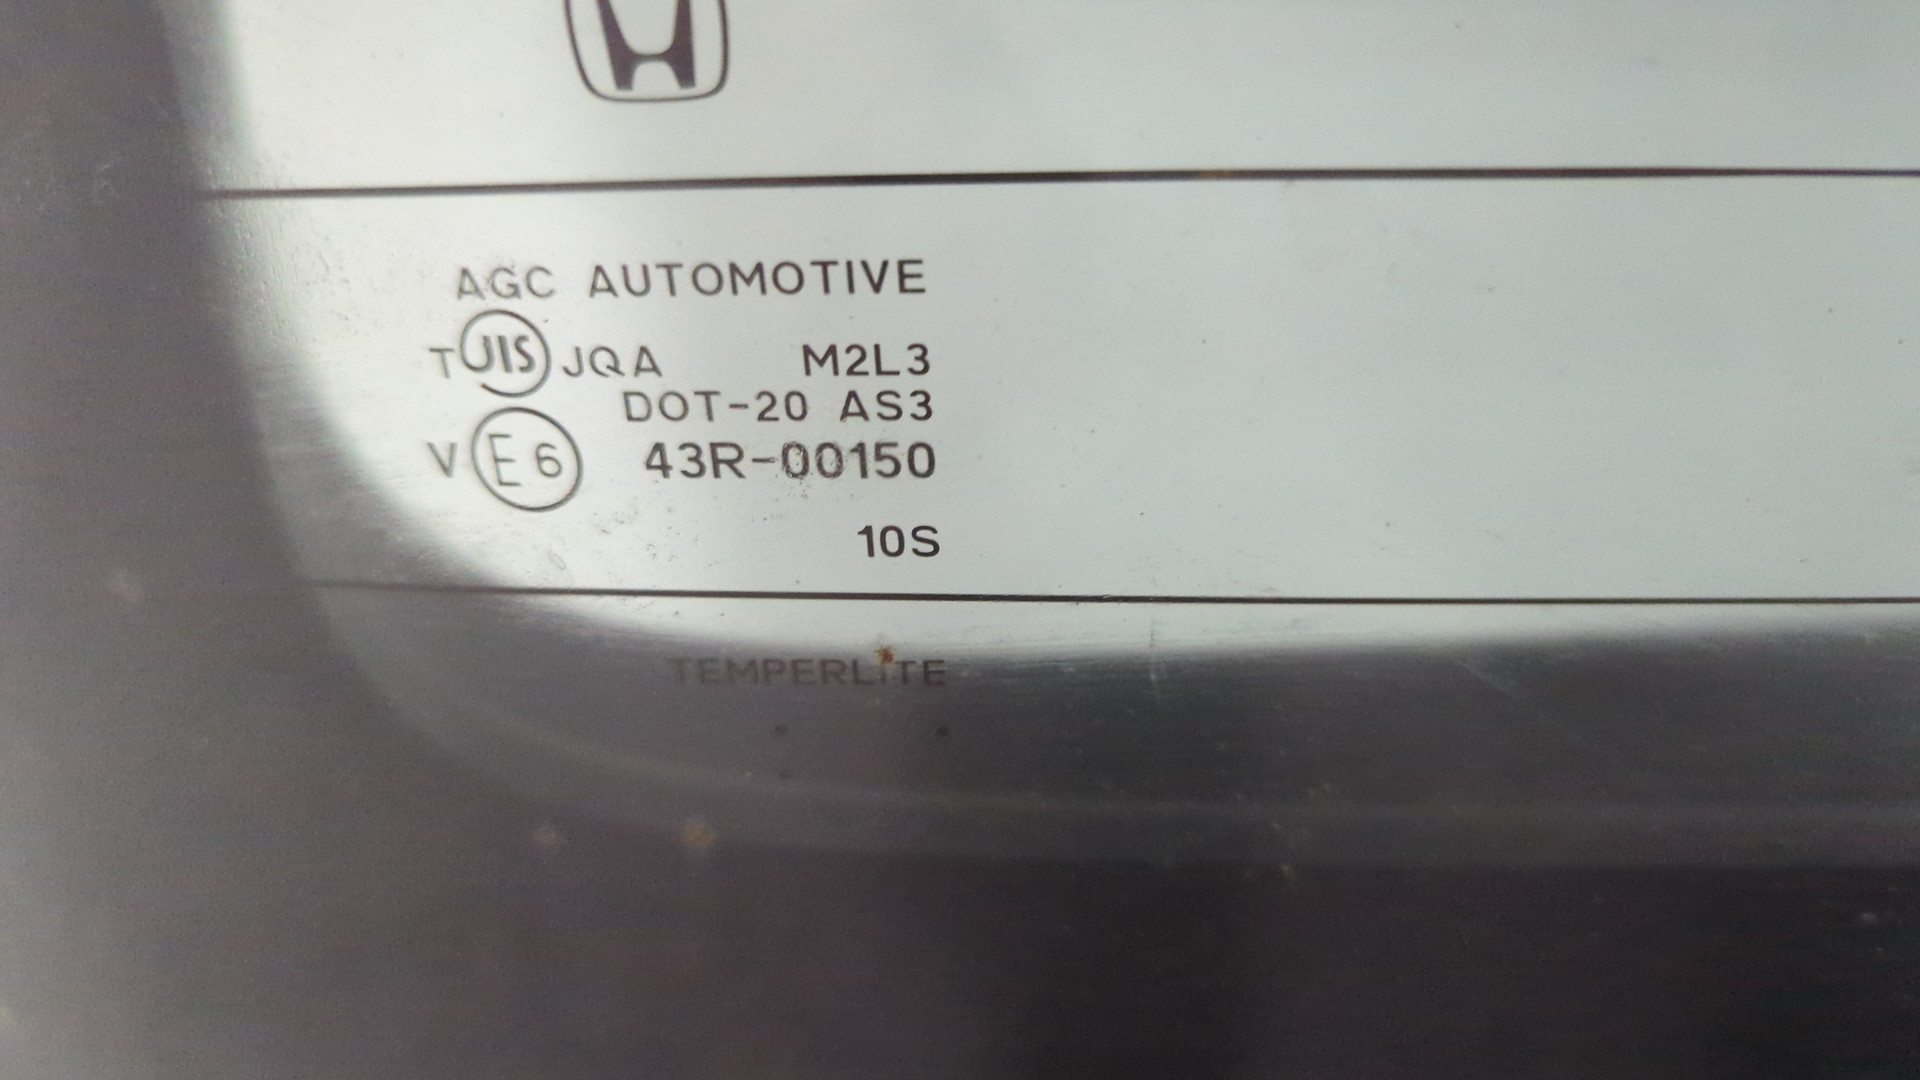 AGC AUTOMOTIVE
T JIS JQA M2L3
DOT-20 AS3
V E6 43R-00150
10S
TEMPERLITE